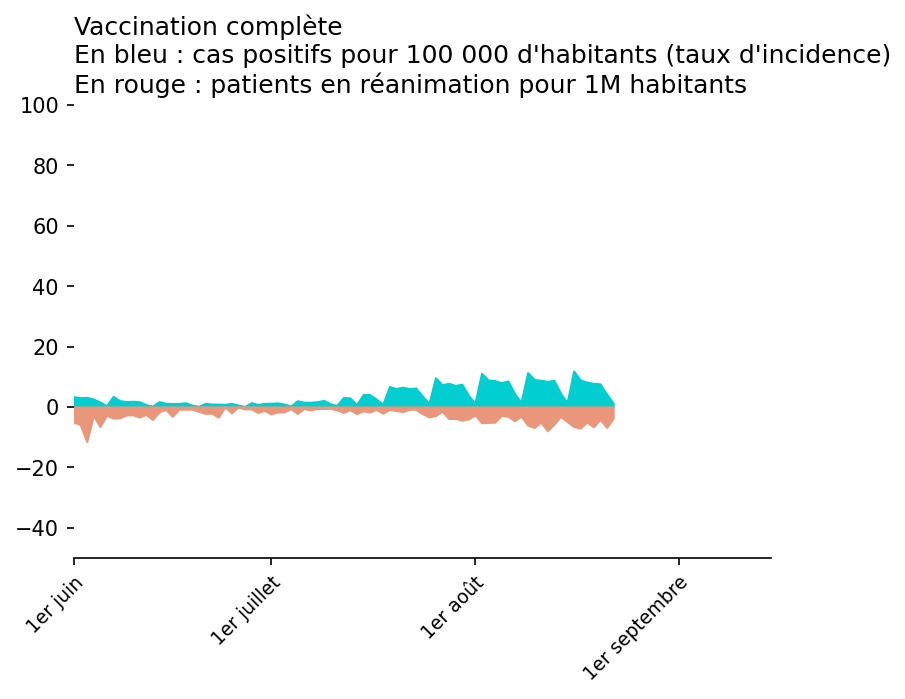 Vaccination complète
En bleu : cas positifs pour 100 000 d'habitants (taux d'incidence)
En rouge : patients en réanimation pour 1M habitants
100
80
60
40
20
0
−20
−40
1er juin
1er juillet
1er août
1er septembre